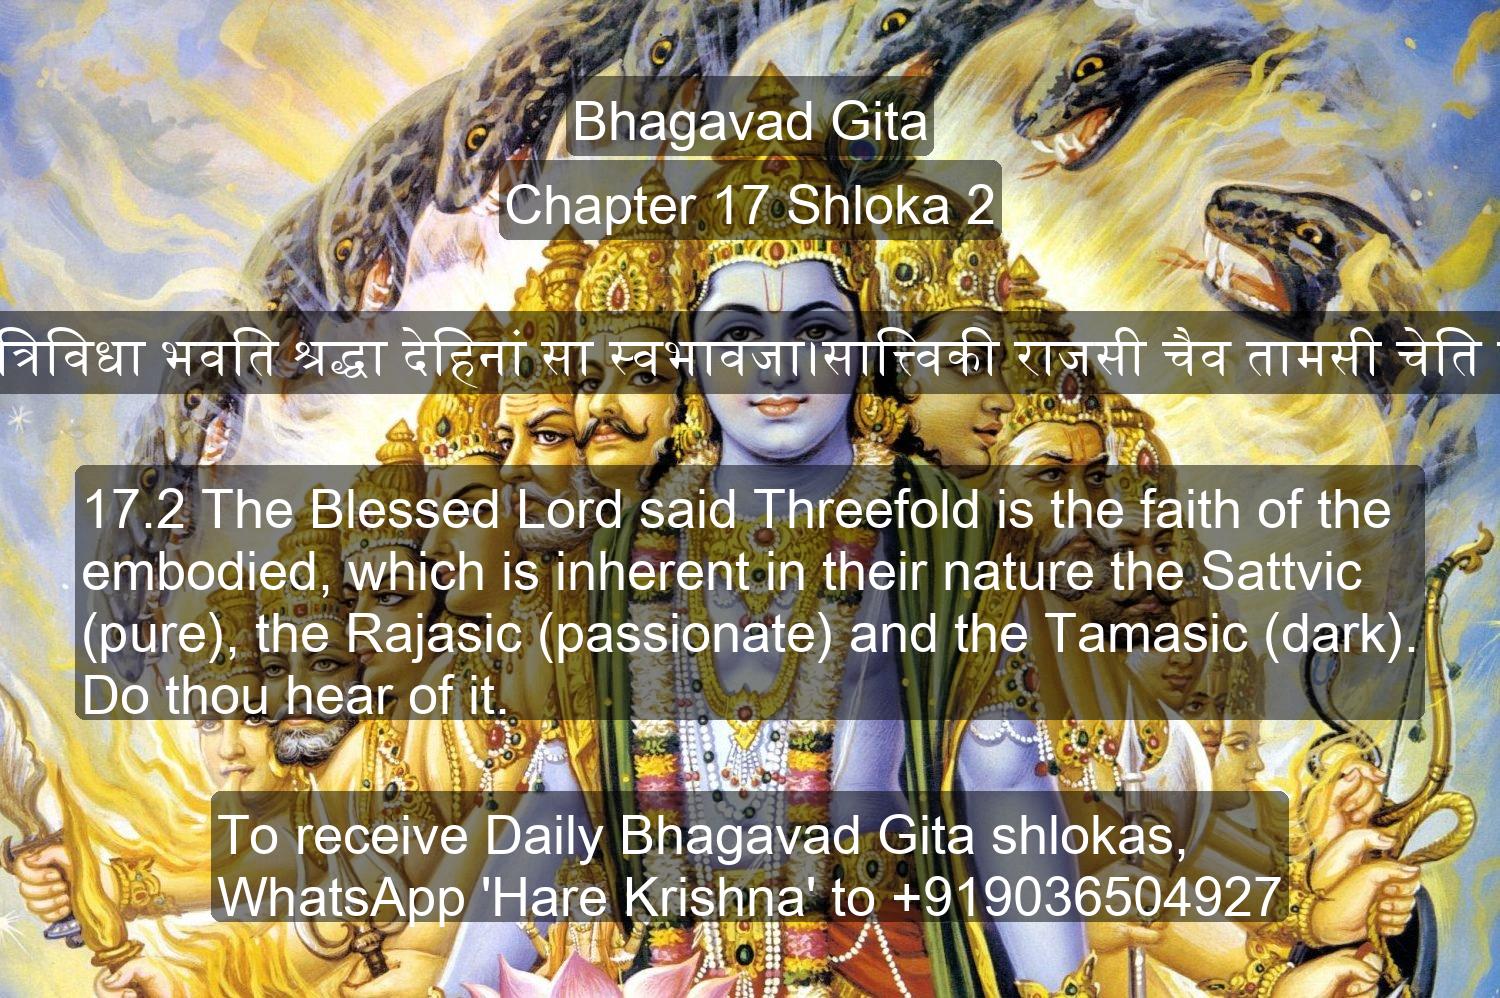 Bhagavad Gita
Chapter 17 Shloka 2
त्रिविधा भवति श्रद्धा देहिनां सा स्वभावजा।सात्त्विकी राजसी चैव तामसी चेति
17.2 The Blessed Lord said Threefold is the faith of the
embodied, which is inherent in their nature the Sattvic
(pure), the Rajasic (passionate) and the Tamasic (dark).
Do thou hear of it.
To receive Daily Bhagavad Gita shlokas,
WhatsApp 'Hare Krishna' to +919036504927